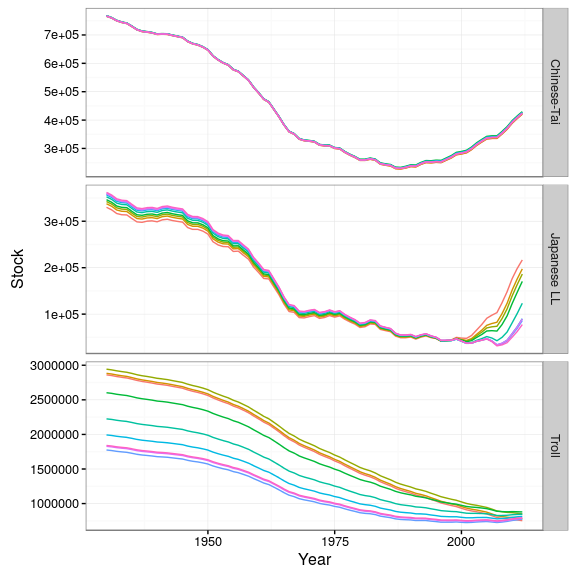 7e+05
6e+05
5e+05
4e+05
3e+05
Chinese-Tai
3e+05
2e+05
1e+05
Japanese LL
3000000
2500000
2000000
1500000
1000000
Troll
Stock
1950
1975
2000
Year